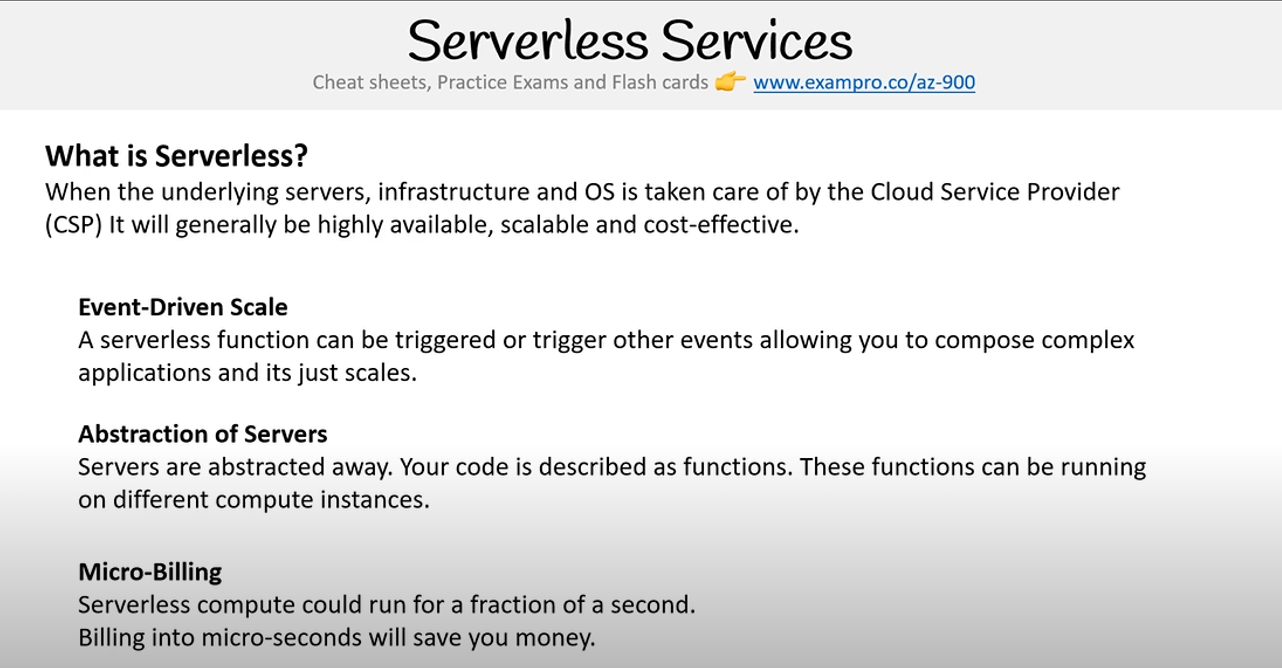 Serverless Services
Cheat sheets, Practice Exams and Flash cards 👉 www.exampro.co/az-900
What is Serverless?
When the underlying servers, infrastructure and OS is taken care of by the Cloud Service Provider
(CSP) It will generally be highly available, scalable and cost-effective.
Event-Driven Scale
A serverless function can be triggered or trigger other events allowing you to compose complex
applications and its just scales.
Abstraction of Servers
Servers are abstracted away. Your code is described as functions. These functions can be running
on different compute instances.
Micro-Billing
Serverless compute could run for a fraction of a second.
Billing into micro-seconds will save you money.